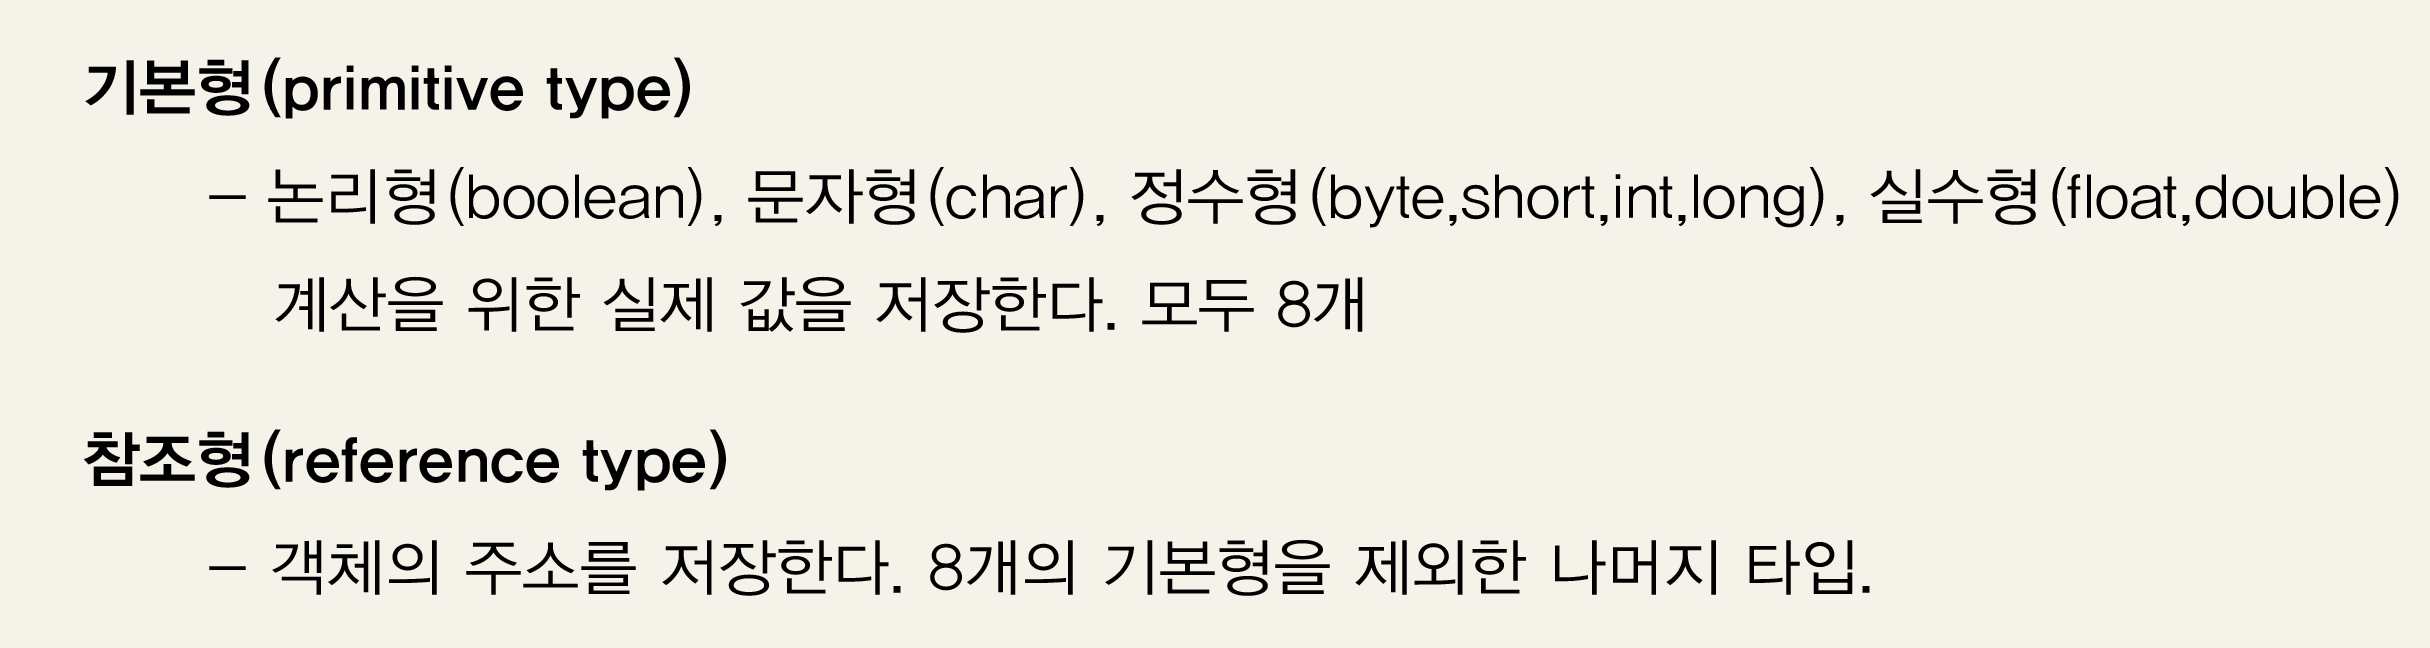 기본형(primitive type)
– 논리형(boolean), 문자형(char), 정수형(byte,short,int,long), 실수형(float,double)
계산을 위한 실제 값을 저장한다. 모두 8개
참조형(reference type)
– 객체의 주소를 저장한다. 8개의 기본형을 제외한 나머지 타입.